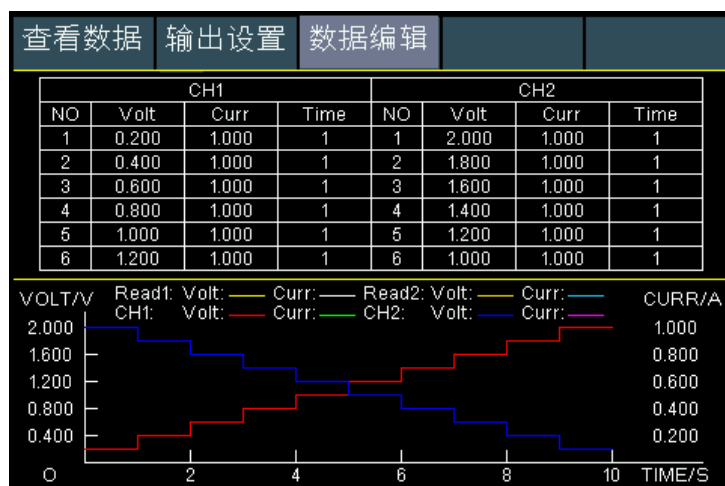 查看数据 输出设置 数据编辑
CH1 CH2
NO Volt Curr Time NO Volt Curr Time
1 0.200 1.000 1 1 2.000 1.000 1
2 0.400 1.000 1 2 1.800 1.000 1
3 0.600 1.000 1 3 1.600 1.000 1
4 0.800 1.000 1 4 1.400 1.000 1
5 1.000 1.000 1 5 1.200 1.000 1
6 1.200 1.000 1 6 1.000 1.000 1
VOLT/V Read1: Volt: Curr: Read2: Volt: Curr: CURR/A
CH1: Volt: Curr: CH2: Volt: Curr:
2.000 1.000
1.600 0.800
1.200 0.600
0.800 0.400
0.400 0.200
O 2 4 6 8 10 TIME/S